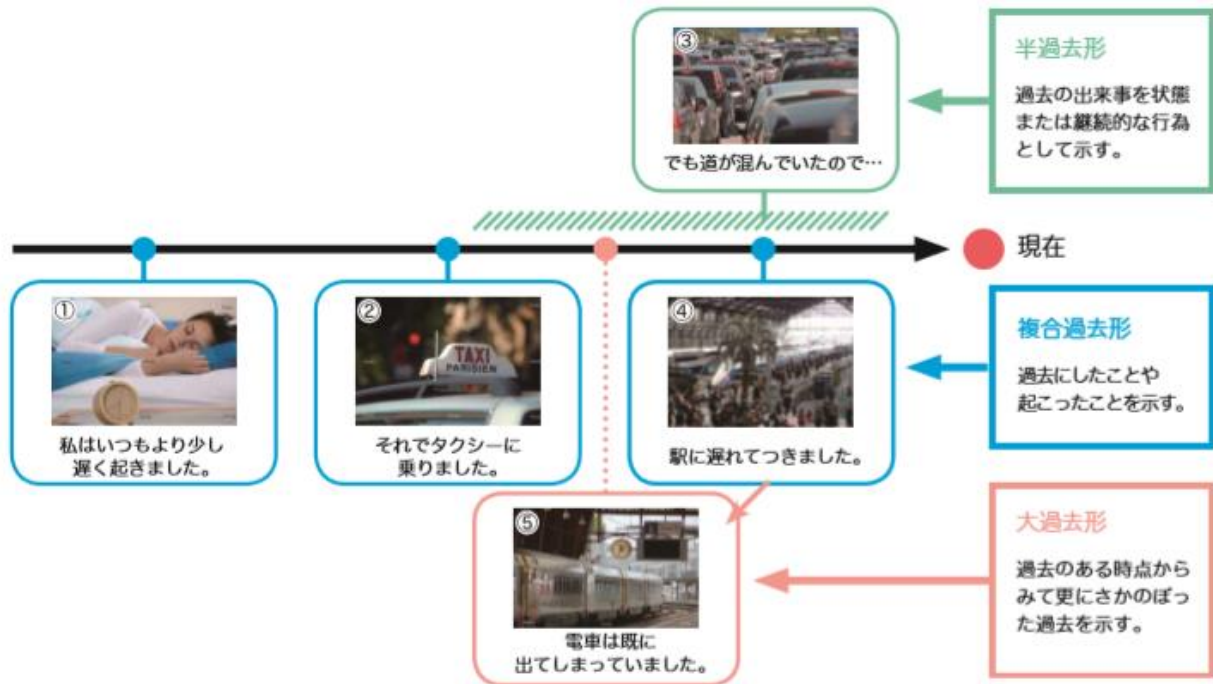 ③
でも道が混んでいたので…
半過去形
過去の出来事を状態
または継続的な行為
として示す。
現在
①
私はいつもより少し
遅く起きました。
②
TAXI
PARISIEN
それでタクシーに
乗りました。
④
駅に遅れてつきました。
複合過去形
過去にしたことや
起こったことを示す。
⑤
電車は既に
出てしまっていました。
大過去形
過去のある時点から
みて更にさかのぼっ
た過去を示す。